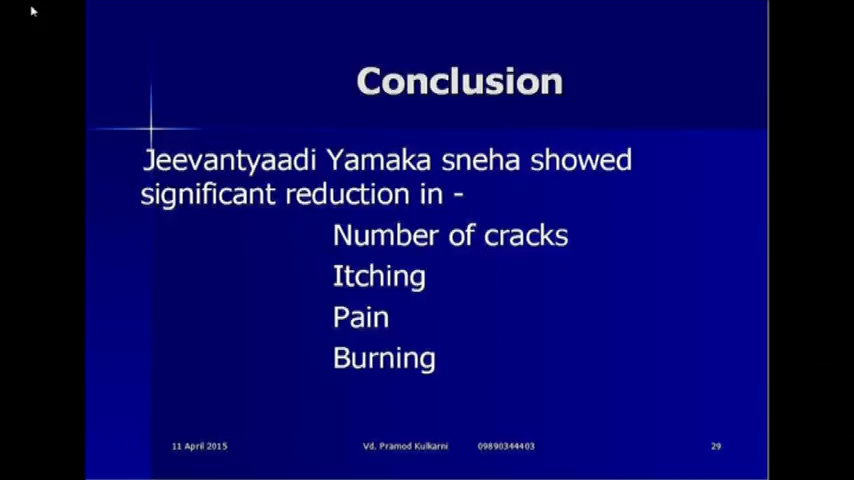 Conclusion
Jeevantyaadi Yamaka sneha showed
significant reduction in -
Number of cracks
Itching
Pain
Burning
11 April 2015 Vd. Pramod Kulkarni 09890344403 29